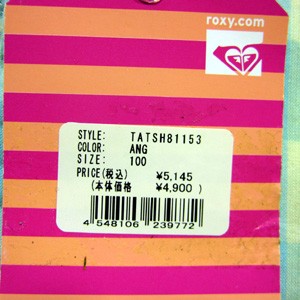 roxy.com
STYLE: TATSH81153
COLOR: ANG
SIZE: 100
PRICE(税込) ¥5,145
(本体価格 ¥4,900 )
4 548106 239772